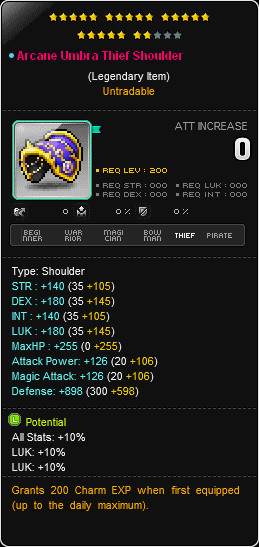 Arcane Umbra Thief Shoulder
(Legendary Item)
Untradable
ATT INCREASE
0
REQ LEV : 200
REQ STR : 000 REQ LUK : 000
REQ DEX : 000 REQ INT : 000
0 0 % 0 %
BEGINNER WARRIOR MAGICIAN BOWMAN THIEF PIRATE
Type: Shoulder
STR : +140 (35 +105)
DEX : +180 (35 +145)
INT : +140 (35 +105)
LUK : +180 (35 +145)
MaxHP : +255 (0 +255)
Attack Power: +126 (20 +106)
Magic Attack: +126 (20 +106)
Defense: +898 (300 +598)
L Potential
All Stats: +10%
LUK: +10%
LUK: +10%
Grants 200 Charm EXP when first equipped
(up to the daily maximum).